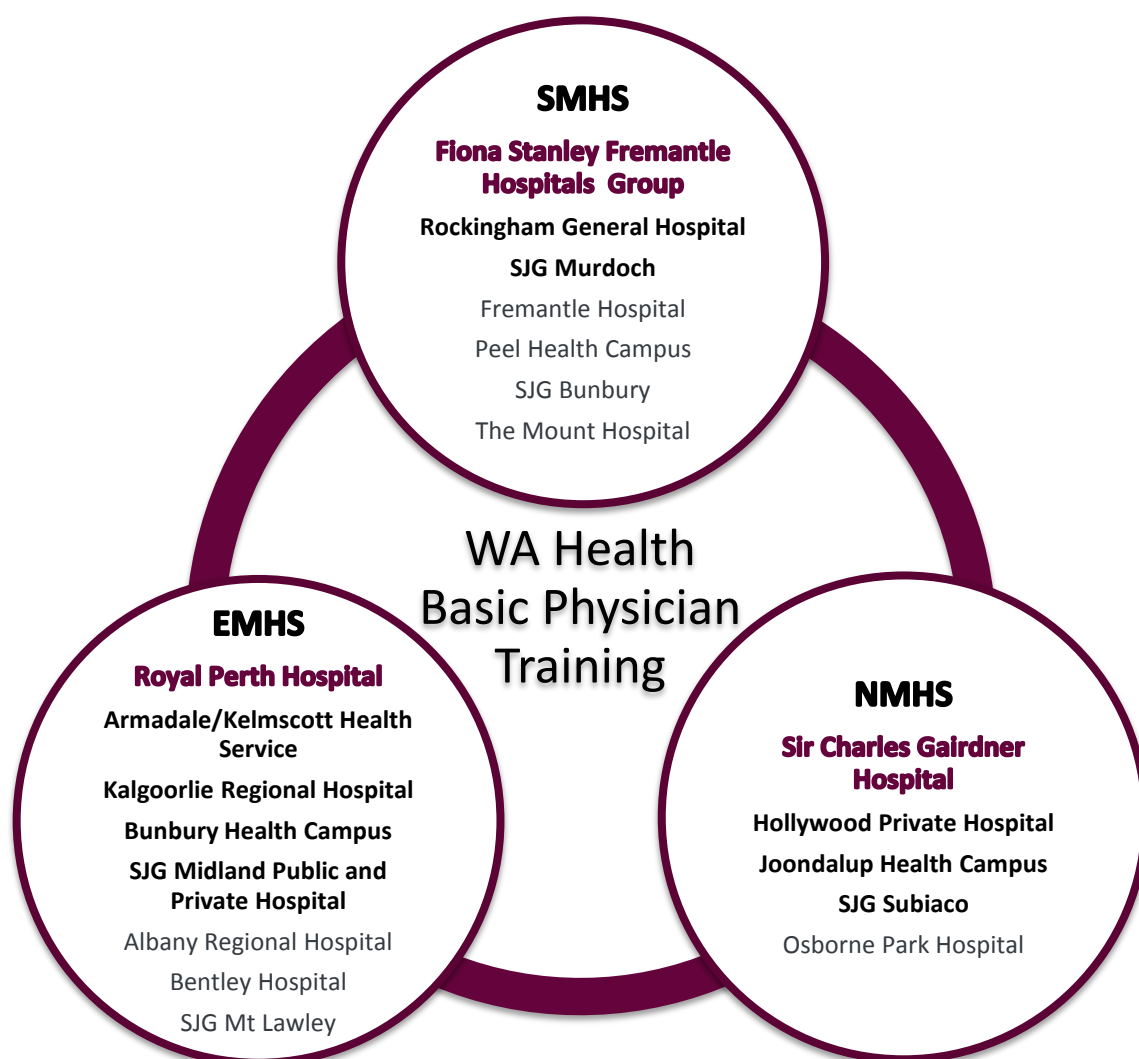 SMHS
Fiona Stanley Fremantle
Hospitals Group
Rockingham General Hospital
SJG Murdoch
Fremantle Hospital
Peel Health Campus
SJG Bunbury
The Mount Hospital
WA Health
Basic Physician
Training
EMHS
Royal Perth Hospital
Armadale/Kelmscott Health
Service
Kalgoorlie Regional Hospital
Bunbury Health Campus
SJG Midland Public and
Private Hospital
Albany Regional Hospital
Bentley Hospital
SJG Mt Lawley
NMHS
Sir Charles Gairdner
Hospital
Hollywood Private Hospital
Joondalup Health Campus
SJG Subiaco
Osborne Park Hospital